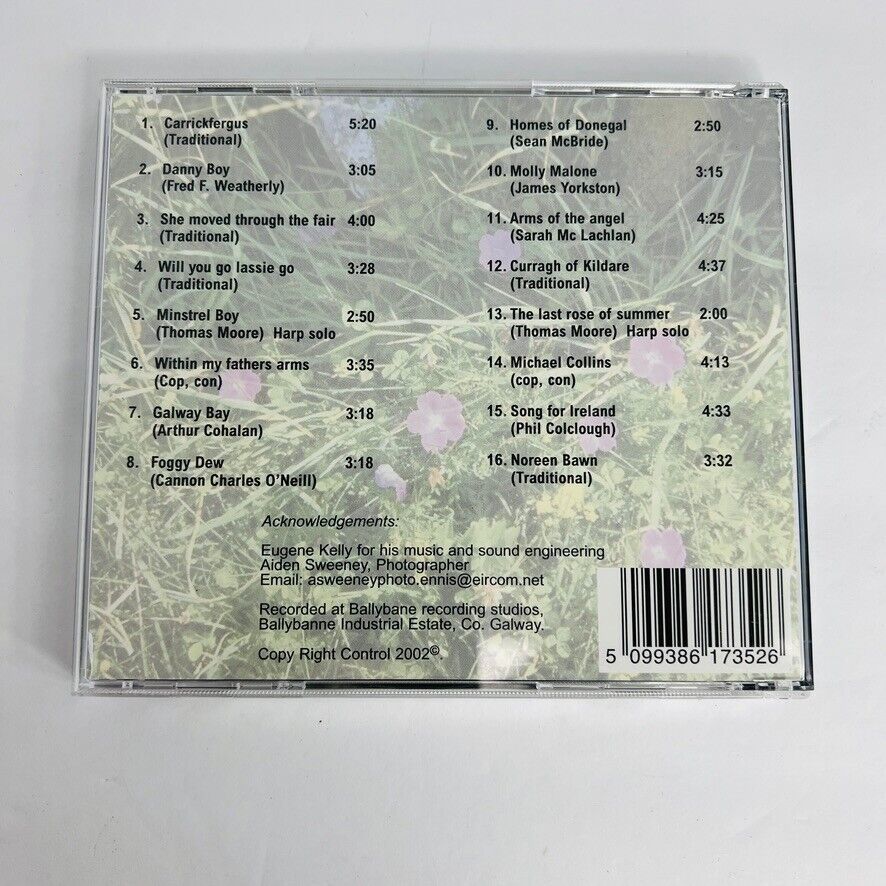 1. Carrickfergus 5:20
(Traditional)
2. Danny Boy 3:05
(Fred F. Weatherly)
3. She moved through the fair 4:00
(Traditional)
4. Will you go lassie go 3:28
(Traditional)
5. Minstrel Boy 2:50
(Thomas Moore) Harp solo
6. Within my fathers arms 3:35
(Cop, con)
7. Galway Bay 3:18
(Arthur Cohalan)
8. Foggy Dew 3:18
(Cannon Charles O'Neill)
9. Homes of Donegal 2:50
(Sean McBride)
10. Molly Malone 3:15
(James Yorkston)
11. Arms of the angel 4:25
(Sarah Mc Lachlan)
12. Curragh of Kildare 4:37
(Traditional)
13. The last rose of summer 2:00
(Thomas Moore) Harp solo
14. Michael Collins 4:13
(cop, con)
15. Song for Ireland 4:33
(Phil Colclough)
16. Noreen Bawn 3:32
(Traditional)
Acknowledgements:
Eugene Kelly for his music and sound engineering
Aiden Sweeney, Photographer
Email: asweeneyphoto.ennis@eircom.net
Recorded at Ballybane recording studios,
Ballybanne Industrial Estate, Co. Galway.
Copy Right Control 2002©.
5 099386 173526